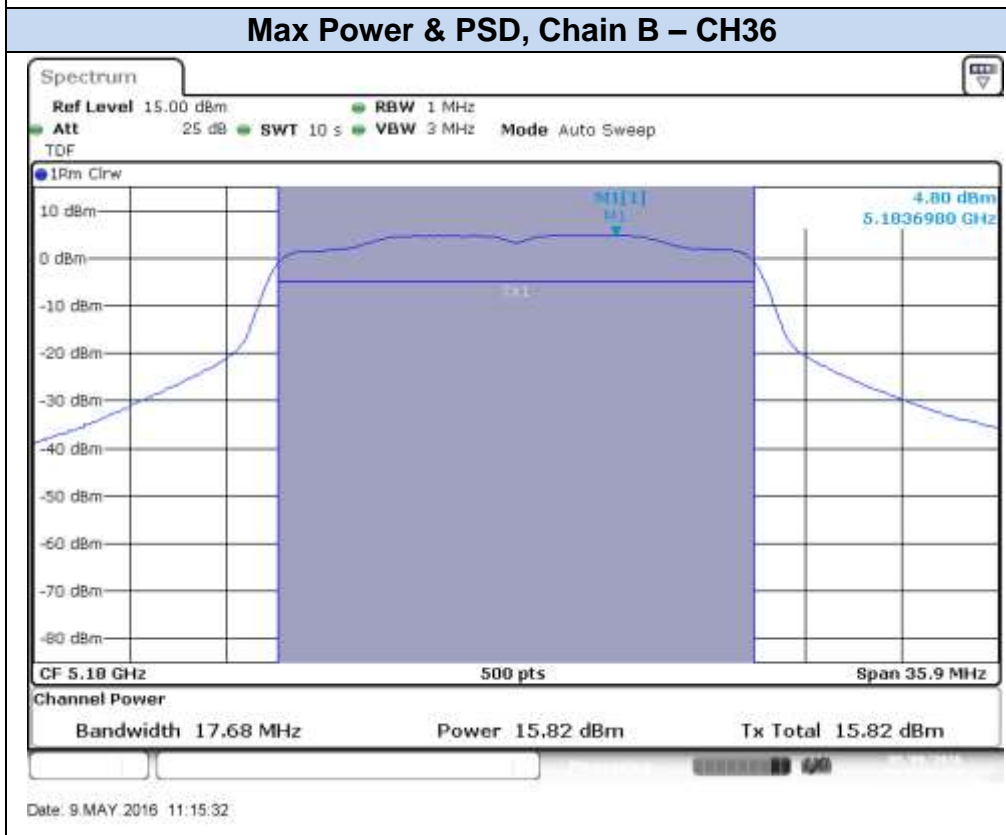 Max Power & PSD, Chain B – CH36
Spectrum
Ref Level 15.00 dBm RBW 1 MHz
Att 25 dB SWT 10 s VBW 3 MHz Mode Auto Sweep
TDF
1Rm Clrw
M1[1] 4.80 dBm
5.1836980 GHz
M1
10 dBm
0 dBm
-10 dBm
Tx1
-20 dBm
-30 dBm
-40 dBm
-50 dBm
-60 dBm
-70 dBm
-80 dBm
CF 5.18 GHz 500 pts Span 35.9 MHz
Channel Power
Bandwidth 17.68 MHz Power 15.82 dBm Tx Total 15.82 dBm
Date: 9.MAY.2016 11:15:32